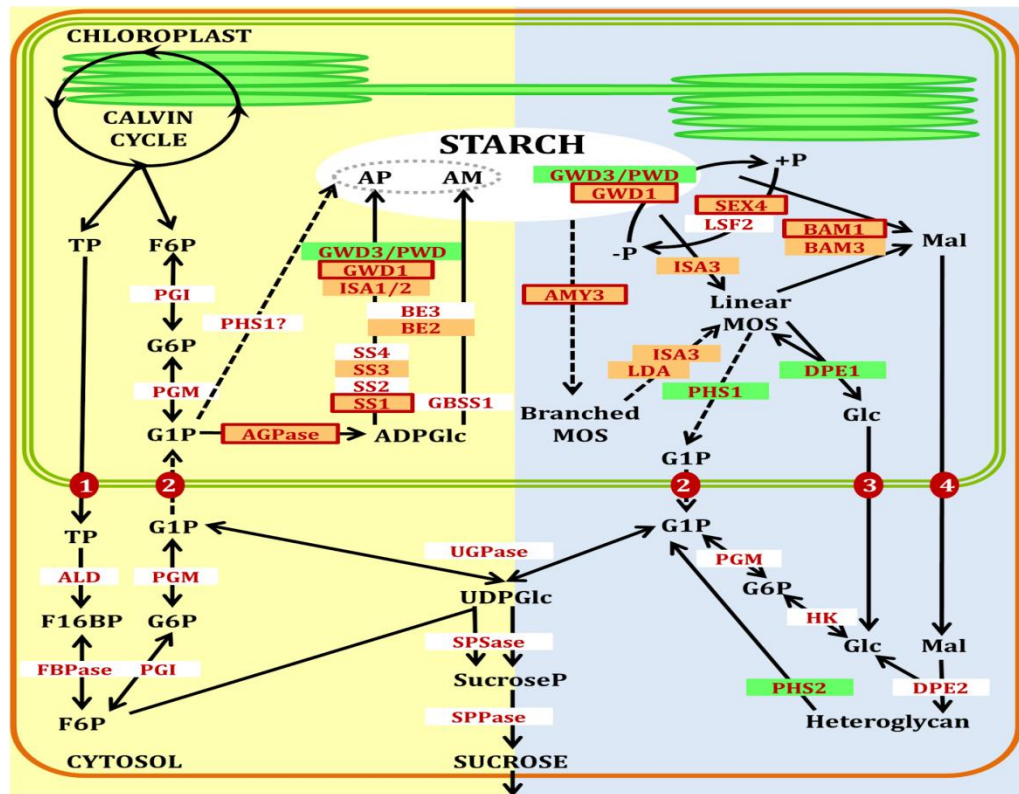 CHLOROPLAST
CALVIN
CYCLE
TP
F6P
PGI
G6P
PGM
G1P
PHS1?
AGPase
ADPGlc
STARCH
AP
AM
GWD3/PWD
GWD1
ISA1/2
BE3
BE2
SS4
SS3
SS2
SS1
GBSS1
GWD3/PWD
GWD1
+P
-P
SEX4
LSF2
BAM1
BAM3
Mal
ISA3
AMY3
Linear
MOS
ISA3
LDA
PHS1
DPE1
Branched
MOS
Glc
G1P
1
2
2
3
4
TP
ALD
F16BP
FBPase
F6P
G1P
PGM
G6P
PGI
UGPase
UDPGlc
SPSase
SucroseP
SPPase
SUCROSE
G1P
PGM
G6P
HK
Glc
Mal
PHS2
DPE2
Heteroglycan
CYTOSOL